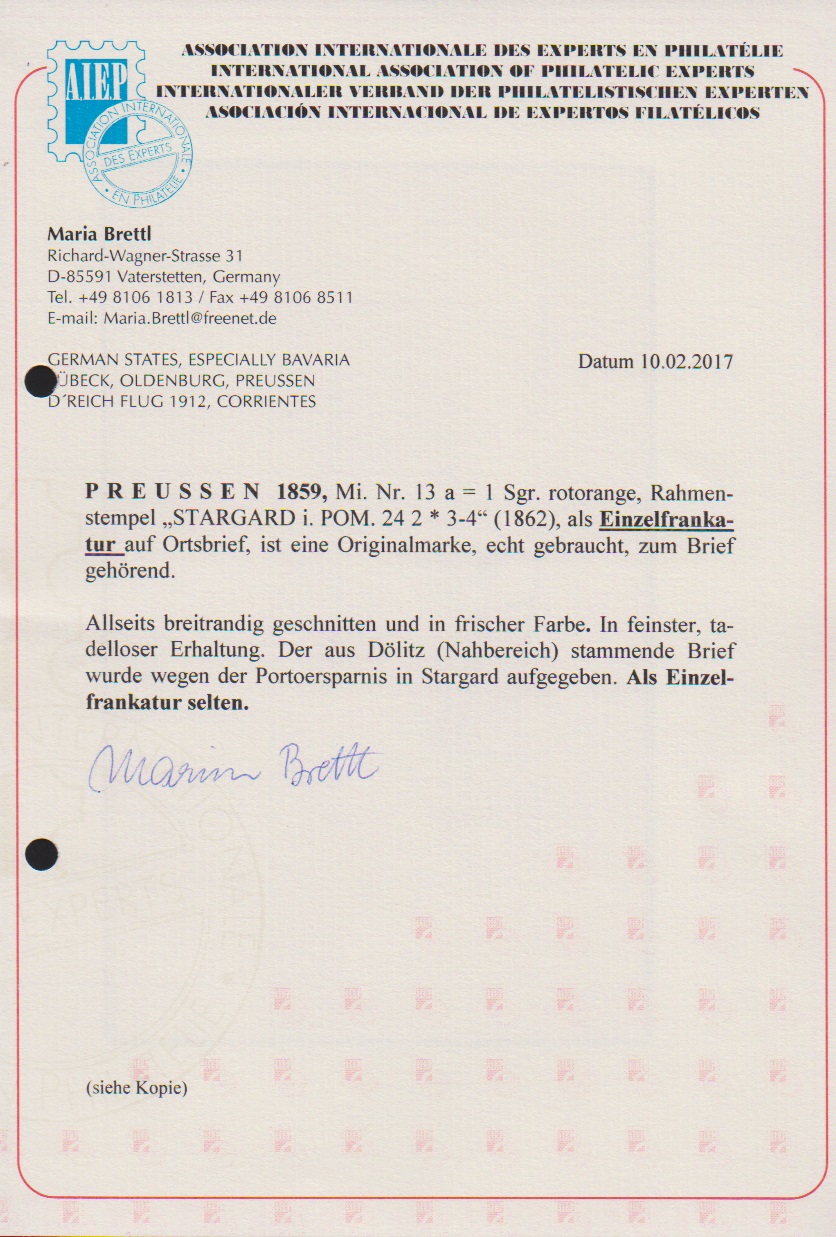 ASSOCIATION INTERNATIONALE DES EXPERTS EN PHILATÉLIE
INTERNATIONAL ASSOCIATION OF PHILATELIC EXPERTS
INTERNATIONALER VERBAND DER PHILATELISTISCHEN EXPERTEN
ASOCIACIÓN INTERNACIONAL DE EXPERTOS FILATÉLICOS
AIEP
ASSOCIATION INTERNATIONALE
DES EXPERTS
• EN PHILATELIE •
Maria Brettl
Richard-Wagner-Strasse 31
D-85591 Vaterstetten, Germany
Tel. +49 8106 1813 / Fax +49 8106 8511
E-mail: Maria.Brettl@freenet.de
GERMAN STATES, ESPECIALLY BAVARIA
ÜBECK, OLDENBURG, PREUSSEN
D´REICH FLUG 1912, CORRIENTES
Datum 10.02.2017
P R E U S S E N 1859, Mi. Nr. 13 a = 1 Sgr. rotorange, Rahmen-
stempel „STARGARD i. POM. 24 2 * 3-4“ (1862), als Einzelfranka-
tur auf Ortsbrief, ist eine Originalmarke, echt gebraucht, zum Brief
gehörend.
Allseits breitrandig geschnitten und in frischer Farbe. In feinster, ta-
delloser Erhaltung. Der aus Dölitz (Nahbereich) stammende Brief
wurde wegen der Portoersparnis in Stargard aufgegeben. Als Einzel-
frankatur selten.
Maria Brettl
(siehe Kopie)